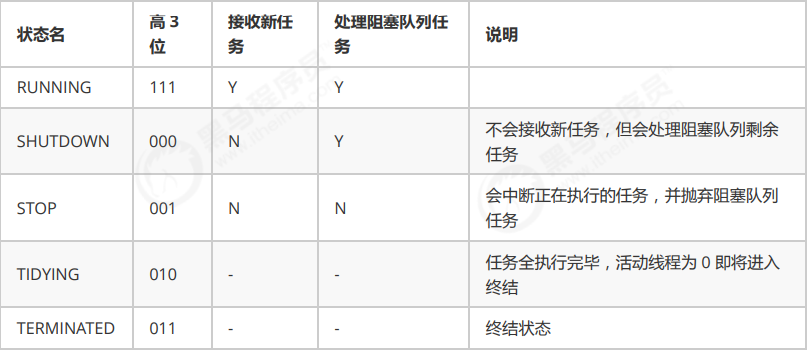 状态名 高 3 位 接收新任务 处理阻塞队列任务 说明
RUNNING 111 Y Y
SHUTDOWN 000 N Y 不会接收新任务，但会处理阻塞队列剩余
任务
STOP 001 N N 会中断正在执行的任务，并抛弃阻塞队列
任务
TIDYING 010 - - 任务全执行完毕，活动线程为 0 即将进入
终结
TERMINATED 011 - - 终结状态
黑马程序员
www.itheima.com
黑马程序员
www.itheima.com